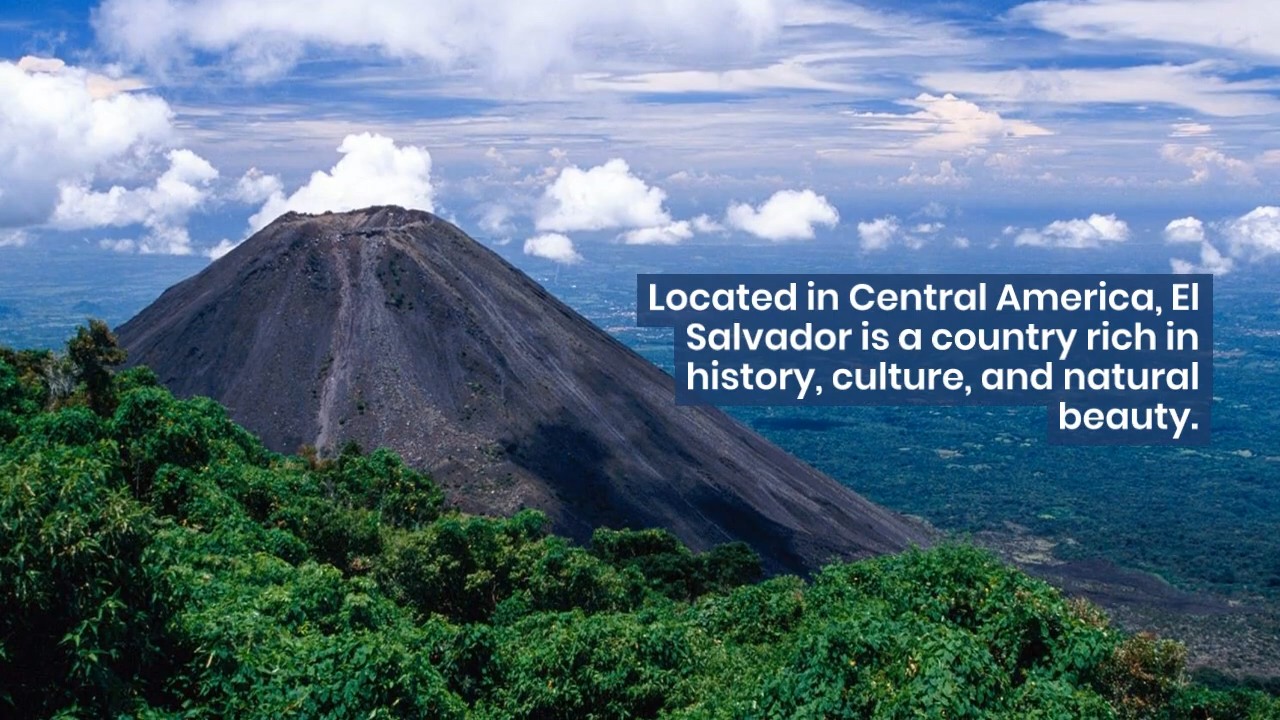 Located in Central America, El
Salvador is a country rich in
history, culture, and natural
beauty.